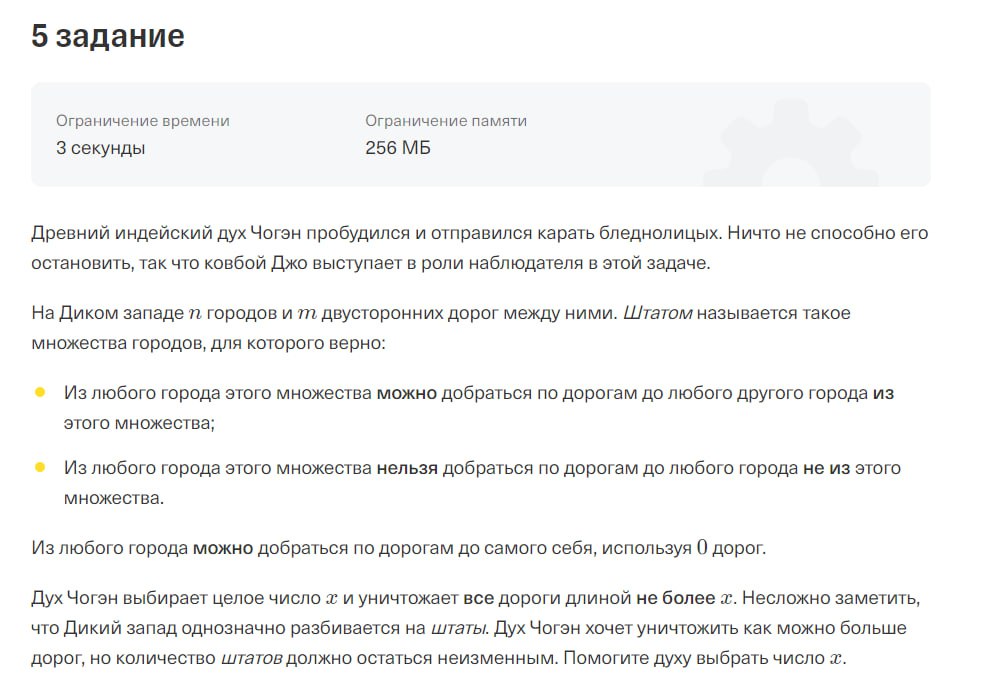 5 задание
Ограничение времени
3 секунды
Ограничение памяти
256 МБ
Древний индейский дух Чогэн пробудился и отправился карать бледнолицых. Ничто не способно его
остановить, так что ковбой Джо выступает в роли наблюдателя в этой задаче.
На Диком западе n городов и m двусторонних дорог между ними. Штатом называется такое
множества городов, для которого верно:
Из любого города этого множества можно добраться по дорогам до любого другого города из
этого множества;
Из любого города этого множества нельзя добраться по дорогам до любого города не из этого
множества.
Из любого города можно добраться по дорогам до самого себя, используя 0 дорог.
Дух Чогэн выбирает целое число x и уничтожает все дороги длиной не более x. Несложно заметить,
что Дикий запад однозначно разбивается на штаты. Дух Чогэн хочет уничтожить как можно больше
дорог, но количество штатов должно остаться неизменным. Помогите духу выбрать число x.